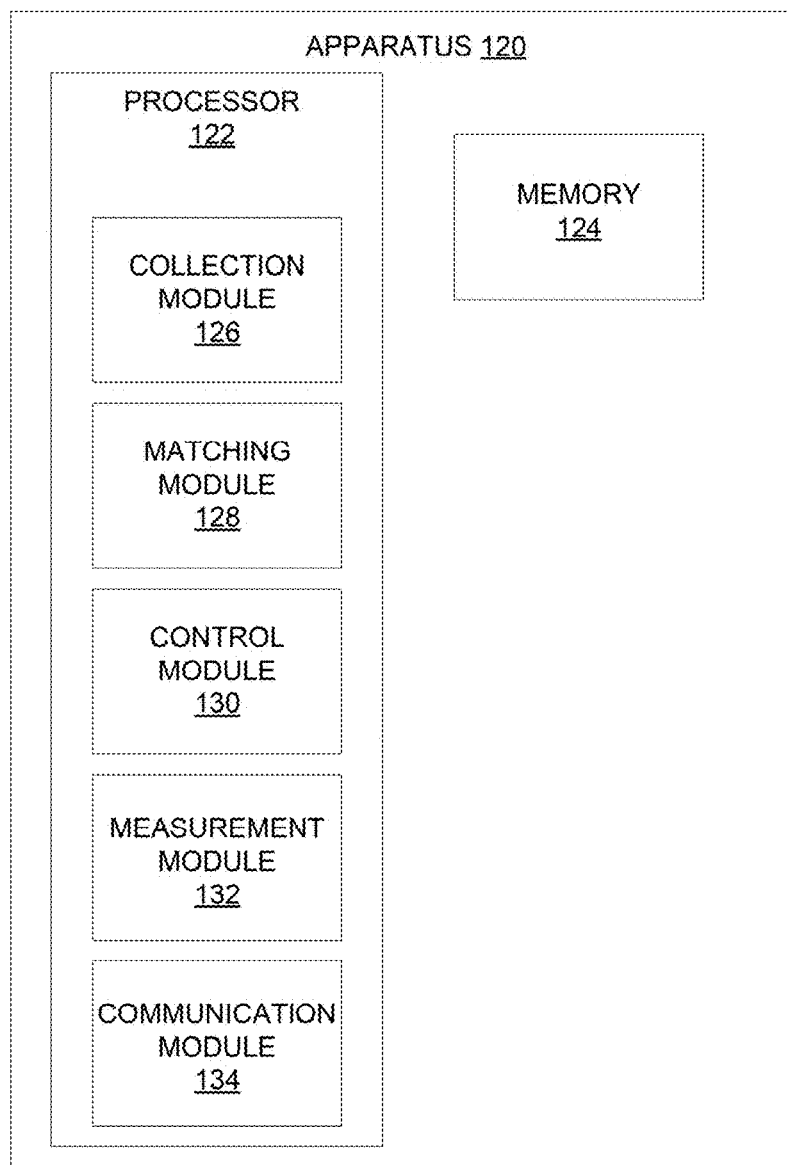 APPARATUS 120
PROCESSOR
122
MEMORY
124
COLLECTION
MODULE
126
MATCHING
MODULE
128
CONTROL
MODULE
130
MEASUREMENT
MODULE
132
COMMUNICATION
MODULE
134